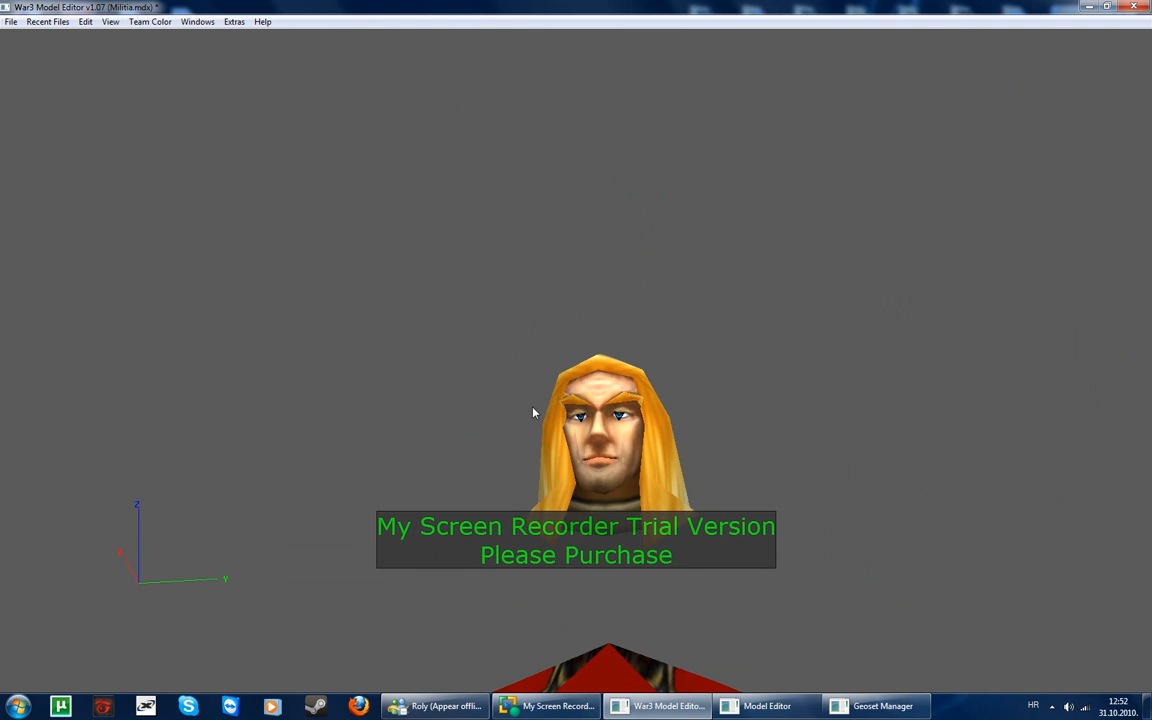 War3 Model Editor v1.07 (Militia.mdx) *
File Recent Files Edit View Team Color Windows Extras Help
Z
X
Y
My Screen Recorder Trial Version
Please Purchase
Roly (Appear offli... My Screen Record... War3 Model Edito... Model Editor Geoset Manager HR 12:52
31.10.2010.